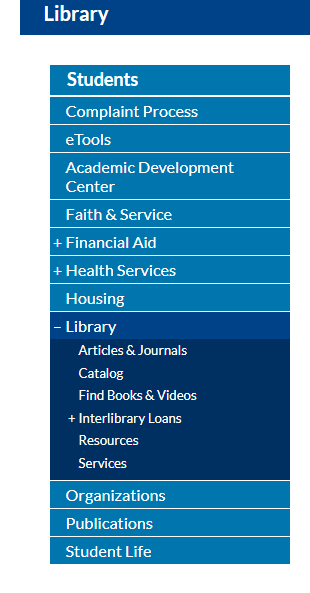 Library
Students
Complaint Process
eTools
Academic Development
Center
Faith & Service
+ Financial Aid
+ Health Services
Housing
– Library
Articles & Journals
Catalog
Find Books & Videos
+ Interlibrary Loans
Resources
Services
Organizations
Publications
Student Life